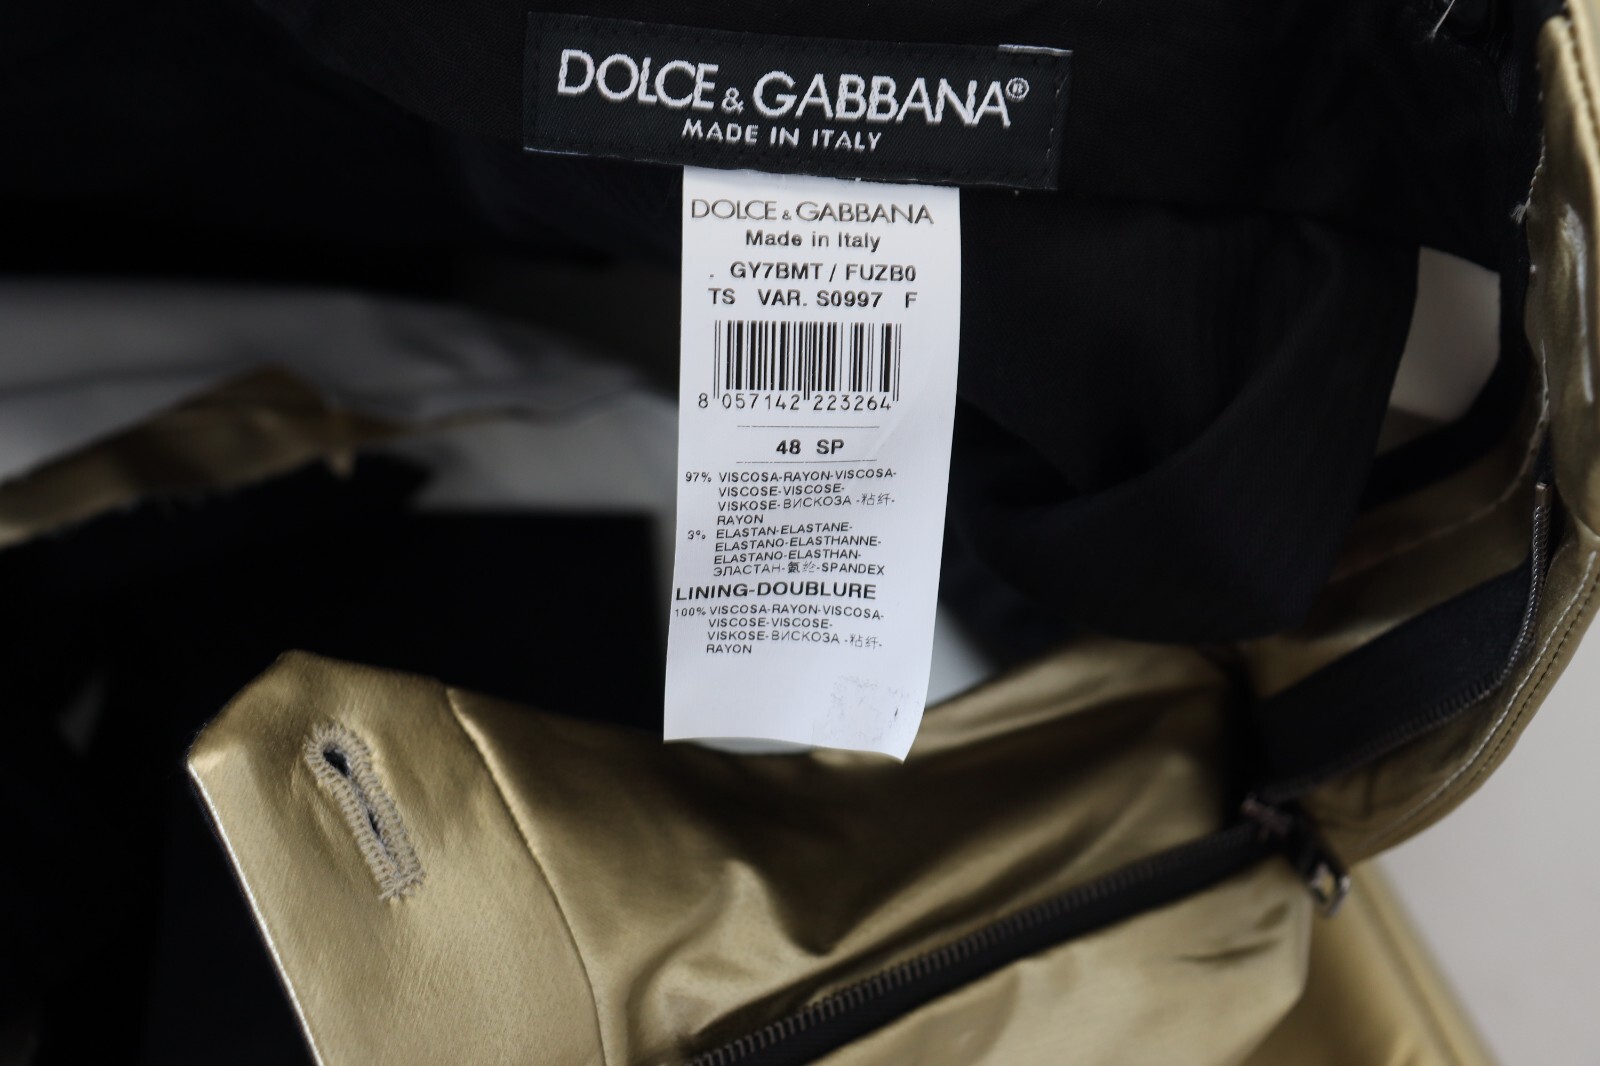 DOLCE & GABBANA®
MADE IN ITALY
DOLCE & GABBANA
Made in Italy
. GY7BMT / FUZB0
TS VAR. S0997 F
8 057142 223264
48 SP
97% VISCOSA-RAYON-VISCOSA-
VISCOSE-VISCOSE-
VISKOSE-ВИСКОЗА-粘纤-
RAYON
3% ELASTAN-ELASTANE-
ELASTANO-ELASTHANNE-
ELASTANO-ELASTHAN-
ЭЛАСТАН-氨纶-SPANDEX
LINING-DOUBLURE
100% VISCOSA-RAYON-VISCOSA-
VISCOSE-VISCOSE-
VISKOSE-ВИСКОЗА-粘纤-
RAYON